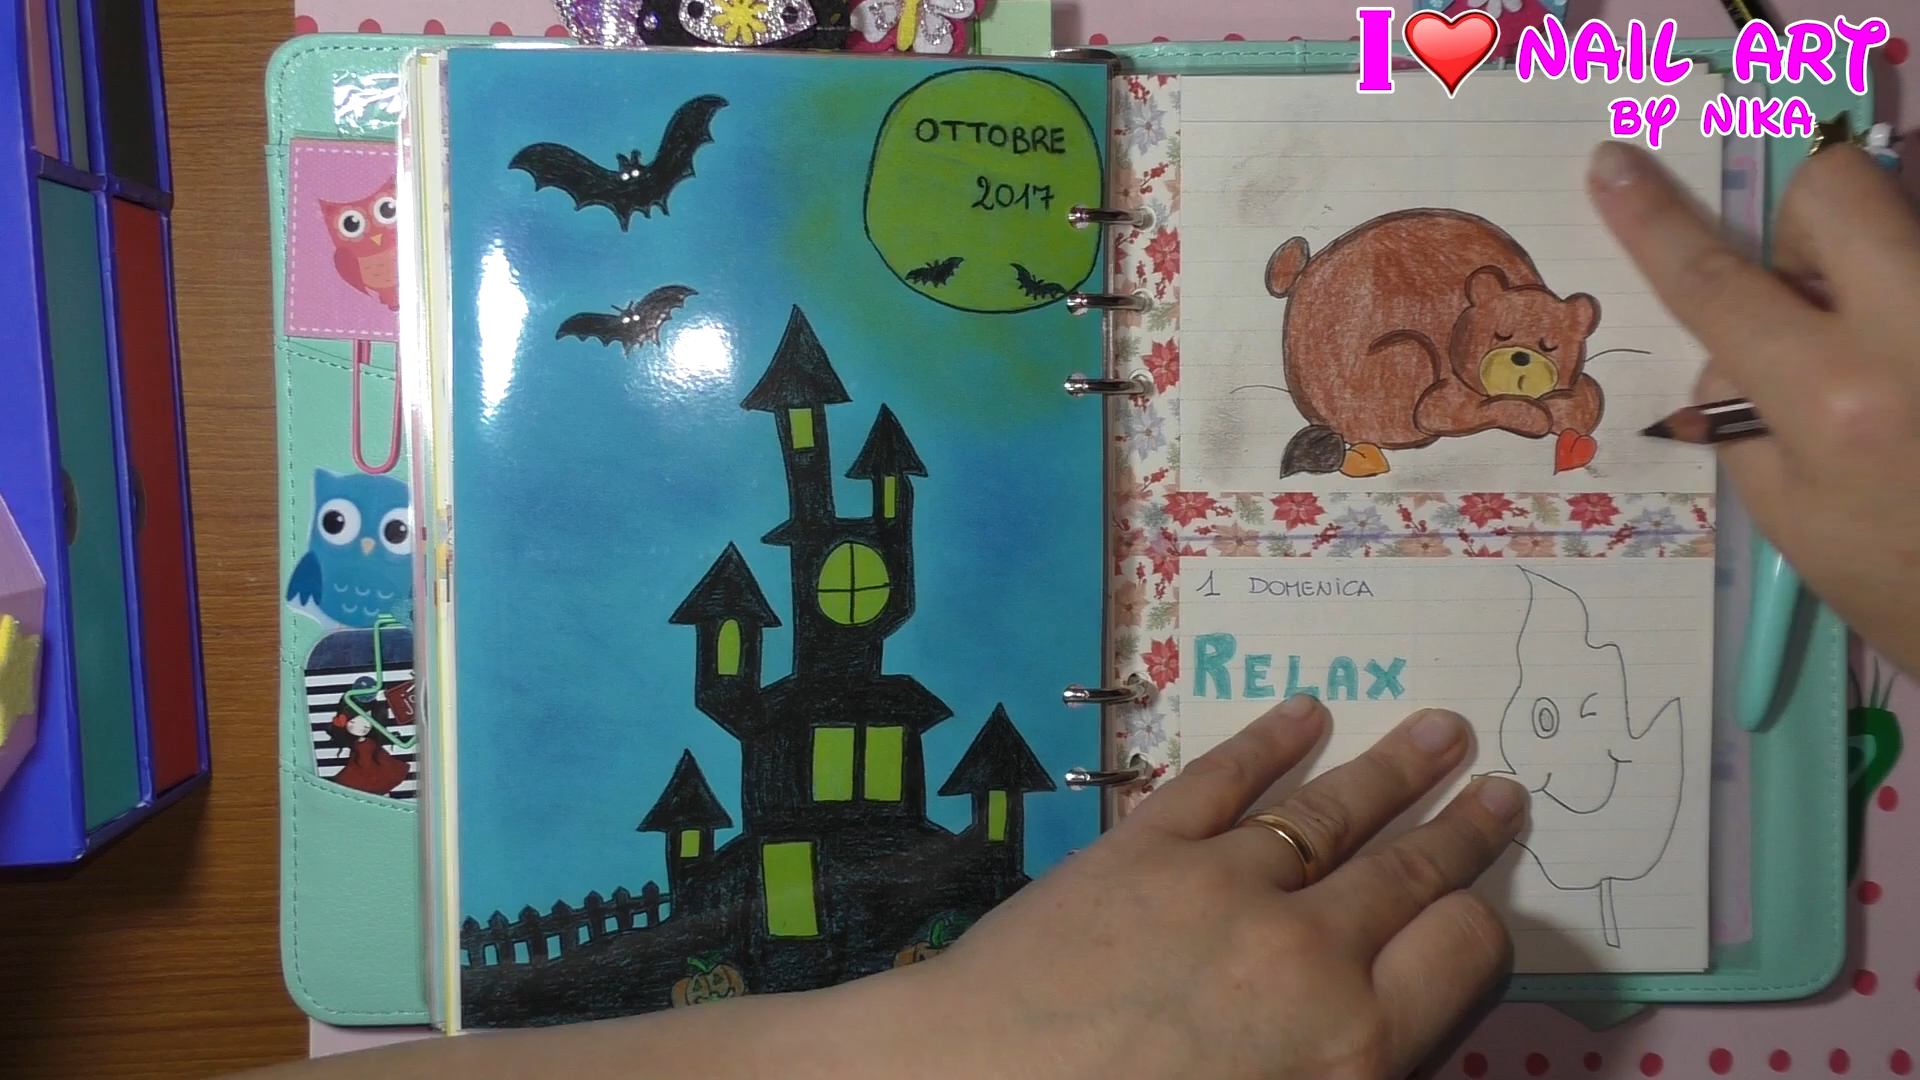 I ❤ NAIL ART
BY NIKA
OTTOBRE
2017
1 DOMENICA
RELAX